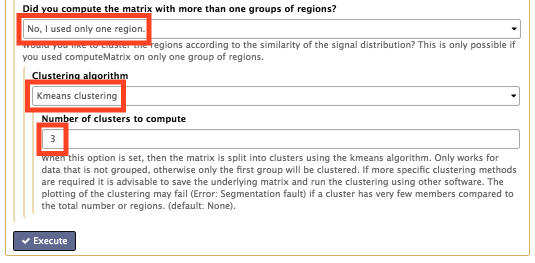 Did you compute the matrix with more than one groups of regions?
No, I used only one region.
Would you like to cluster the regions according to the similarity of the signal distribution? This is only possible if
you used computeMatrix on only one group of regions.
Clustering algorithm
Kmeans clustering
Number of clusters to compute
3
When this option is set, then the matrix is split into clusters using the kmeans algorithm. Only works for
data that is not grouped, otherwise only the first group will be clustered. If more specific clustering methods
are required it is advisable to save the underlying matrix and run the clustering using other software. The
plotting of the clustering may fail (Error: Segmentation fault) if a cluster has very few members compared to
the total number or regions. (default: None).
Execute